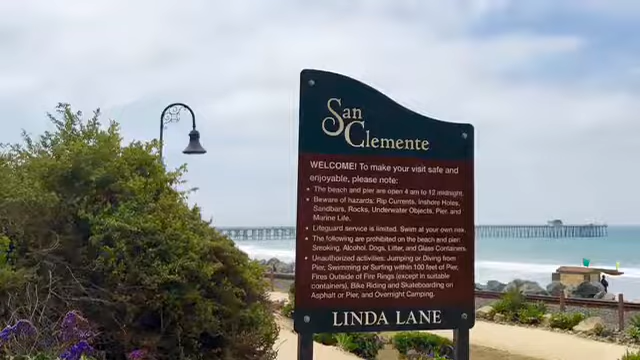 San
Clemente
WELCOME! To make your visit safe and
enjoyable, please note:
• The beach and pier are open 4 am to 12 midnight.
• Beware of hazards: Rip Currents, Inshore Holes,
Sandbars, Rocks, Underwater Objects, Pier, and
Marine Life.
• Lifeguard service is limited. Swim at your own risk.
• The following are prohibited on the beach and pier:
Smoking, Alcohol, Dogs, Litter, and Glass Containers.
• Unauthorized activities: Jumping or Diving from
Pier, Swimming or Surfing within 100 feet of Pier,
Fires Outside of Fire Rings (except in suitable
containers), Bike Riding and Skateboarding on
Asphalt or Pier, and Overnight Camping.
LINDA LANE